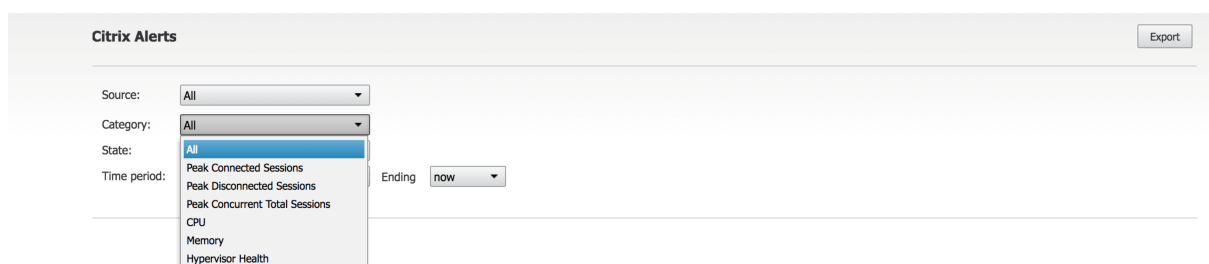 Citrix Alerts Export
Source: All
Category: All
State: All
Time period: Peak Connected Sessions Ending now
Peak Disconnected Sessions
Peak Concurrent Total Sessions
CPU
Memory
Hypervisor Health